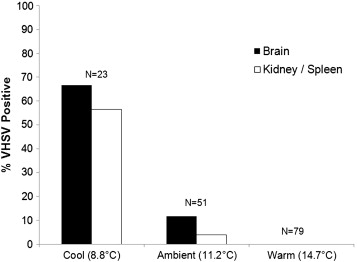 100
90
80
70
60
50
40
30
20
10
0
% VHSV Positive
N=23
N=51
N=79
Brain
Kidney / Spleen
Cool (8.8°C) Ambient (11.2°C) Warm (14.7°C)